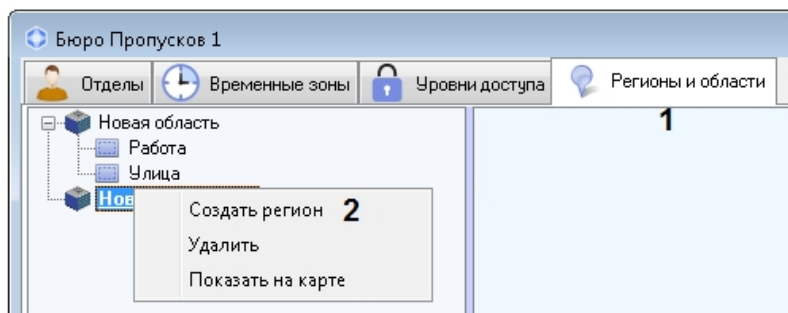 Бюро Пропусков 1
Отделы Временные зоны Уровни доступа Регионы и области
1
Новая область
Работа
Улица
Нов
Создать регион 2
Удалить
Показать на карте